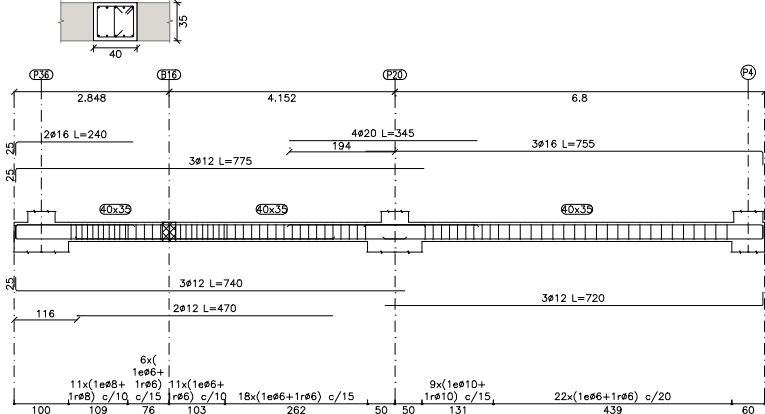 35
40
P36
B16
P20
P4
2.848
4.152
6.8
2ø16 L=240
4ø20 L=345
25
194
3ø16 L=755
3ø12 L=775
25
40x35
40x35
40x35
25
3ø12 L=740
3ø12 L=720
2ø12 L=470
116
6x(
1eø6+
11x(1eø8+ 1rø6) 11x(1eø6+ 9x(1eø10+
1rø8) c/10 c/15 1rø6) c/10 18x(1eø6+1rø6) c/15 1rø10) c/15 22x(1eø6+1rø6) c/20
100 109 76 103 262 50 50 131 439 60